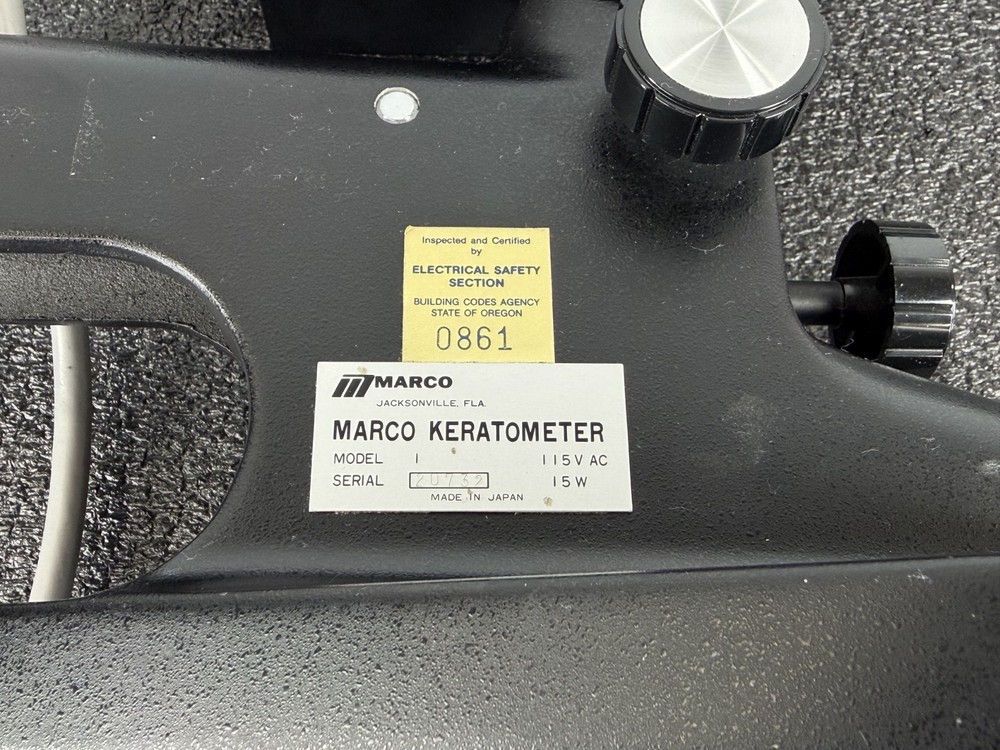 Inspected and Certified
by
ELECTRICAL SAFETY
SECTION
BUILDING CODES AGENCY
STATE OF OREGON
0861
MARCO
JACKSONVILLE, FLA.
MARCO KERATOMETER
MODEL 1 115V AC
SERIAL 15W
MADE IN JAPAN